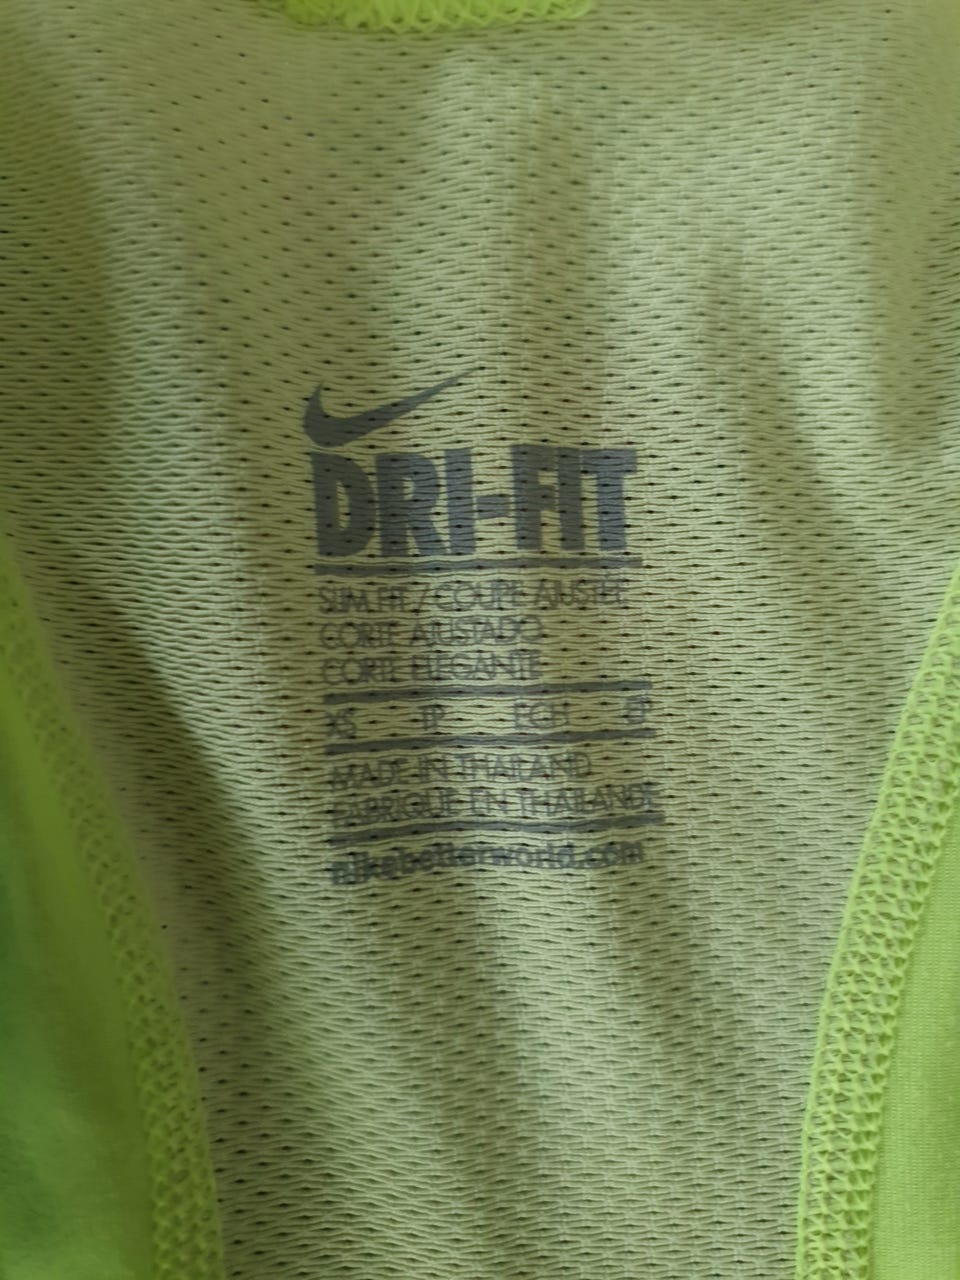 DRI-FIT
SLIM FIT / COUPE AJUSTÉE
CORTE AJUSTADO
CORTE ELEGANTE
XS TP ECH EP
MADE IN THAILAND
FABRIQUÉ EN THAÏLANDE
nikebetterworld.com